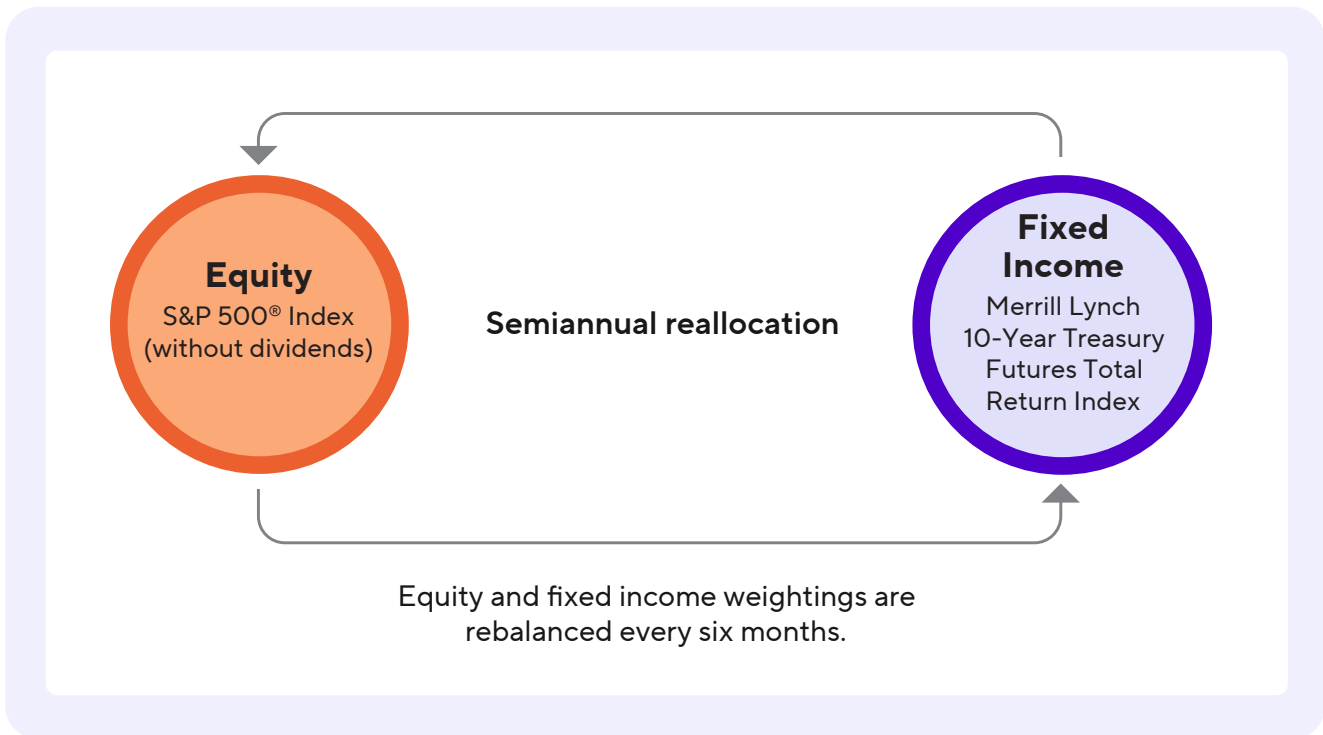 Equity
S&P 500® Index
(without dividends)
Semiannual reallocation
Fixed
Income
Merrill Lynch
10-Year Treasury
Futures Total
Return Index
Equity and fixed income weightings are
rebalanced every six months.